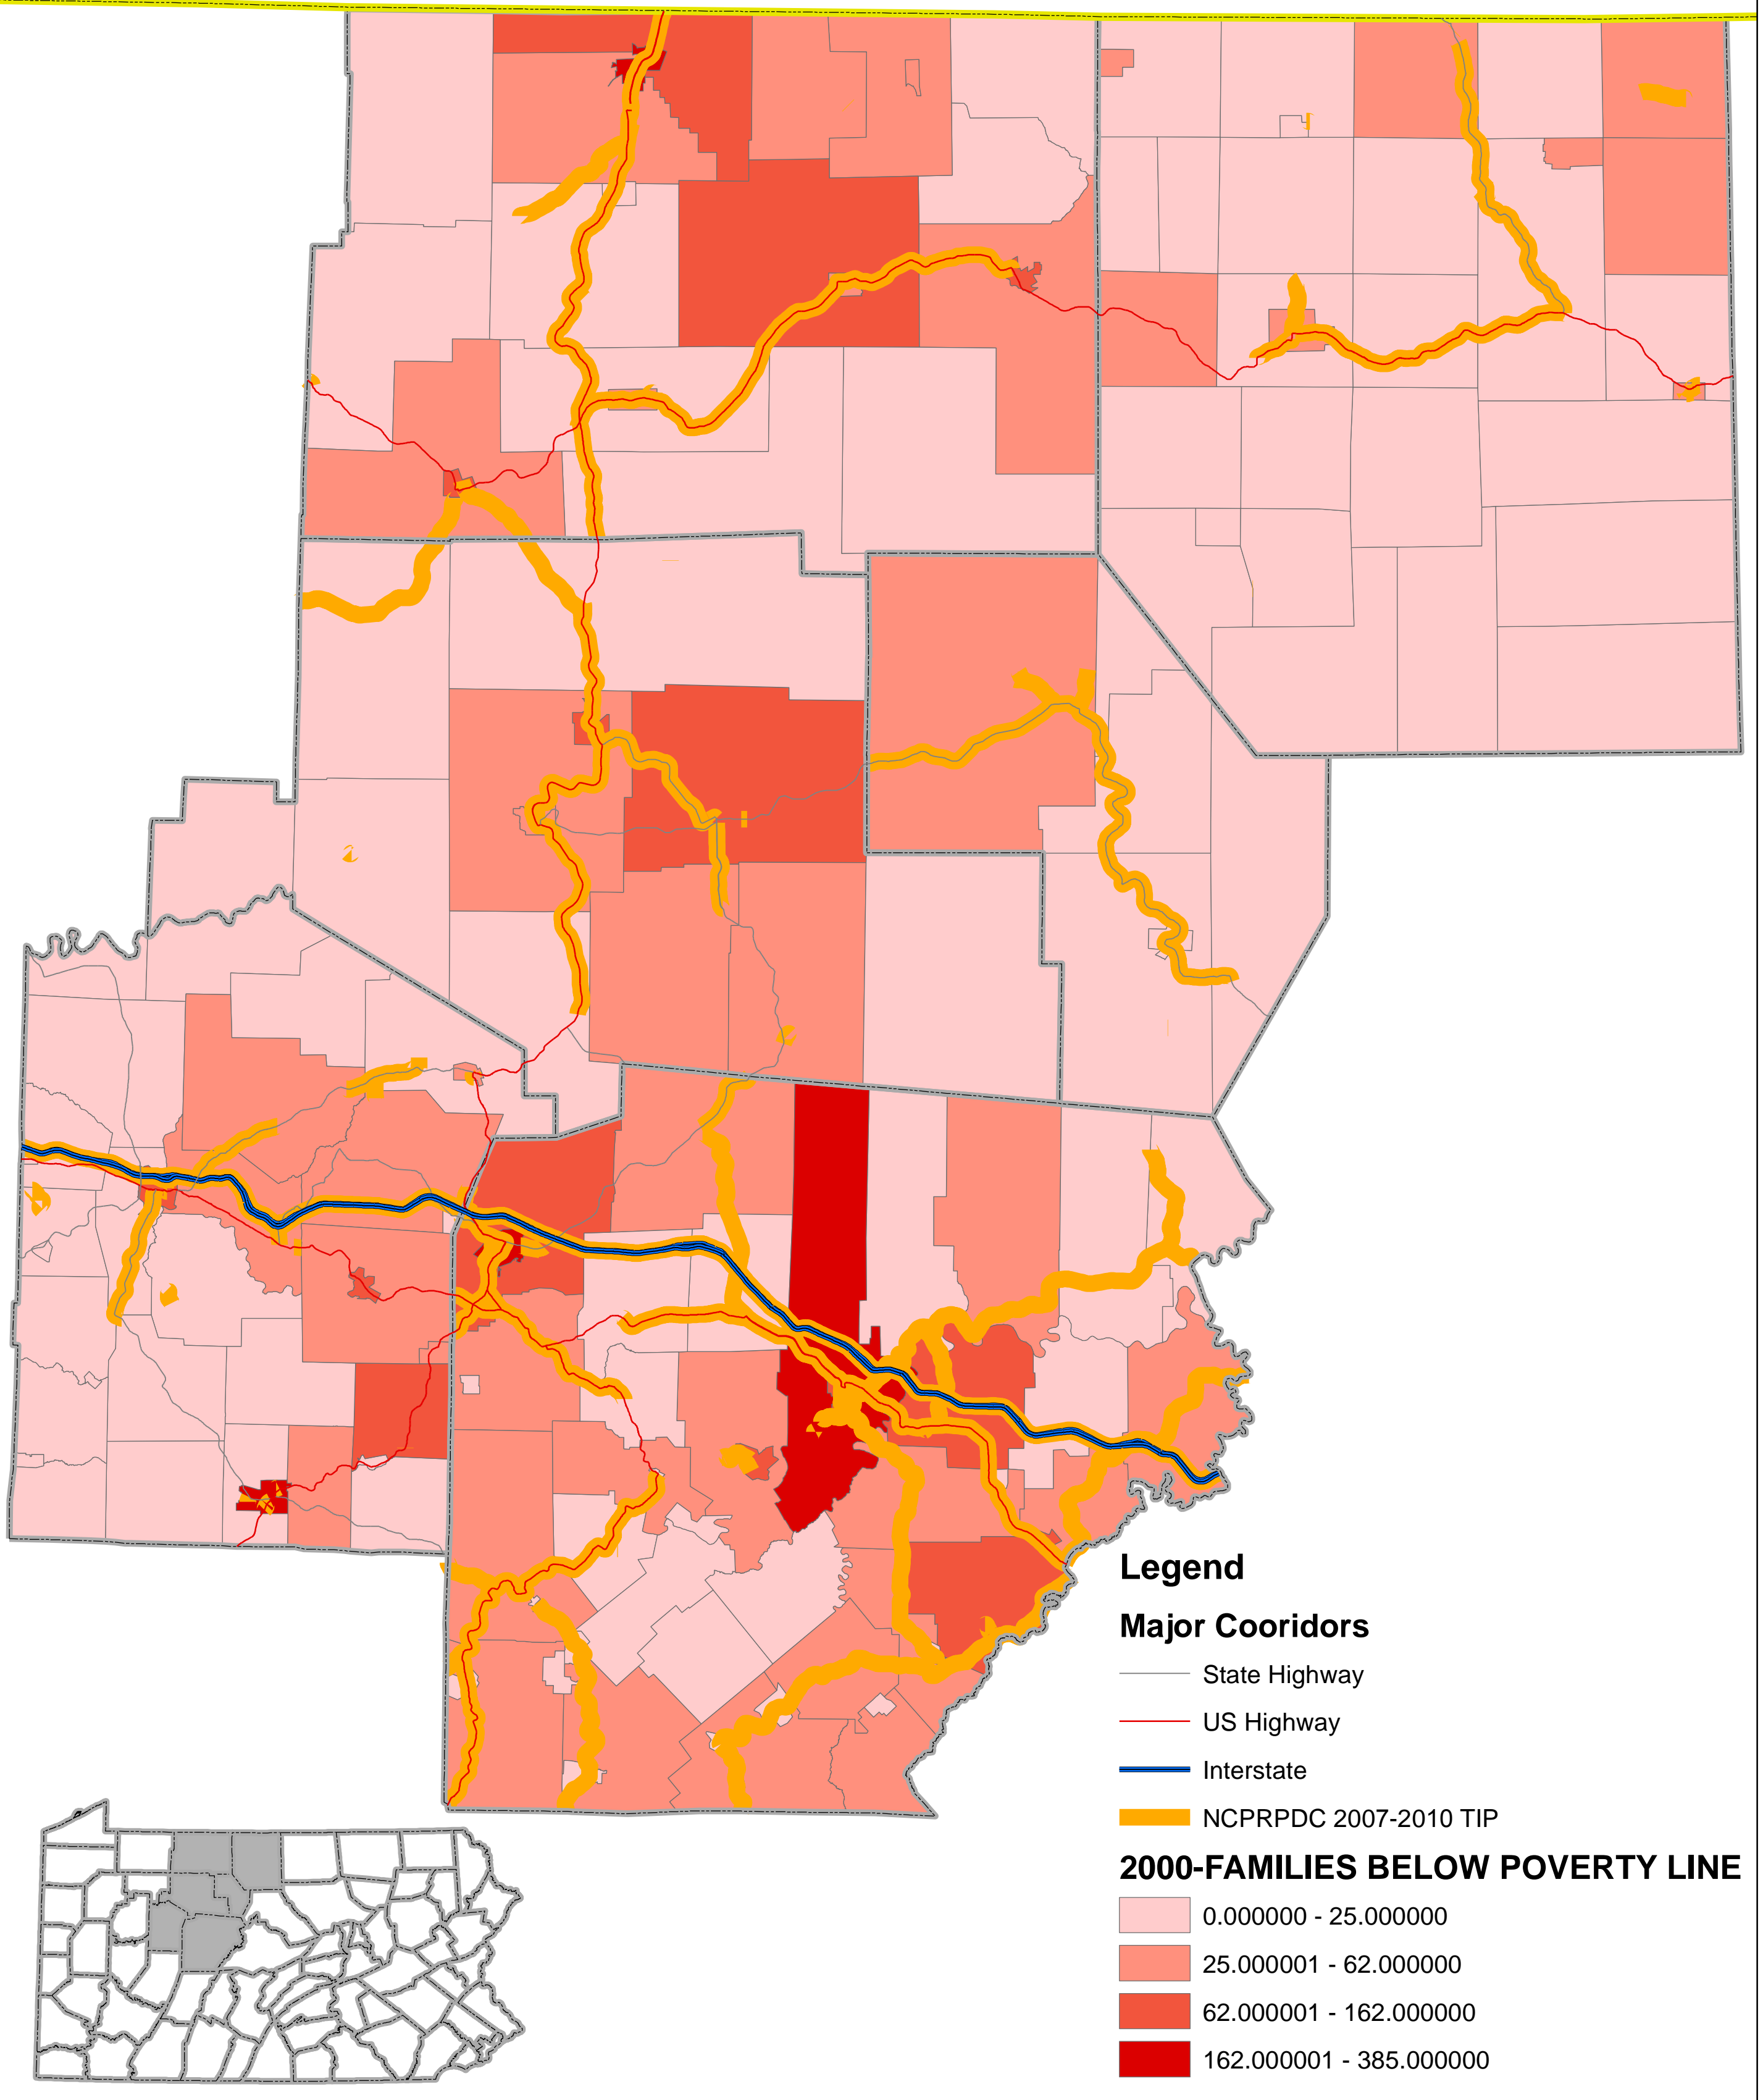 Legend
Major Cooridors
State Highway
US Highway
Interstate
NCPRPDC 2007-2010 TIP
2000-FAMILIES BELOW POVERTY LINE
0.000000 - 25.000000
25.000001 - 62.000000
62.000001 - 162.000000
162.000001 - 385.000000